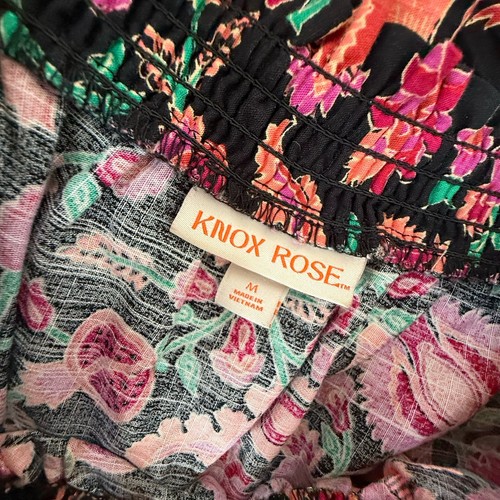 KNOX ROSE™
M
MADE IN
VIETNAM